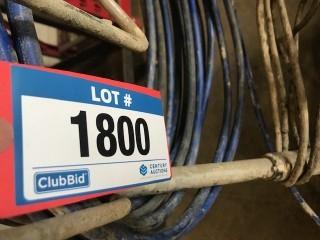 LOT #
1800
ClubBid
CENTURY
AUCTIONS